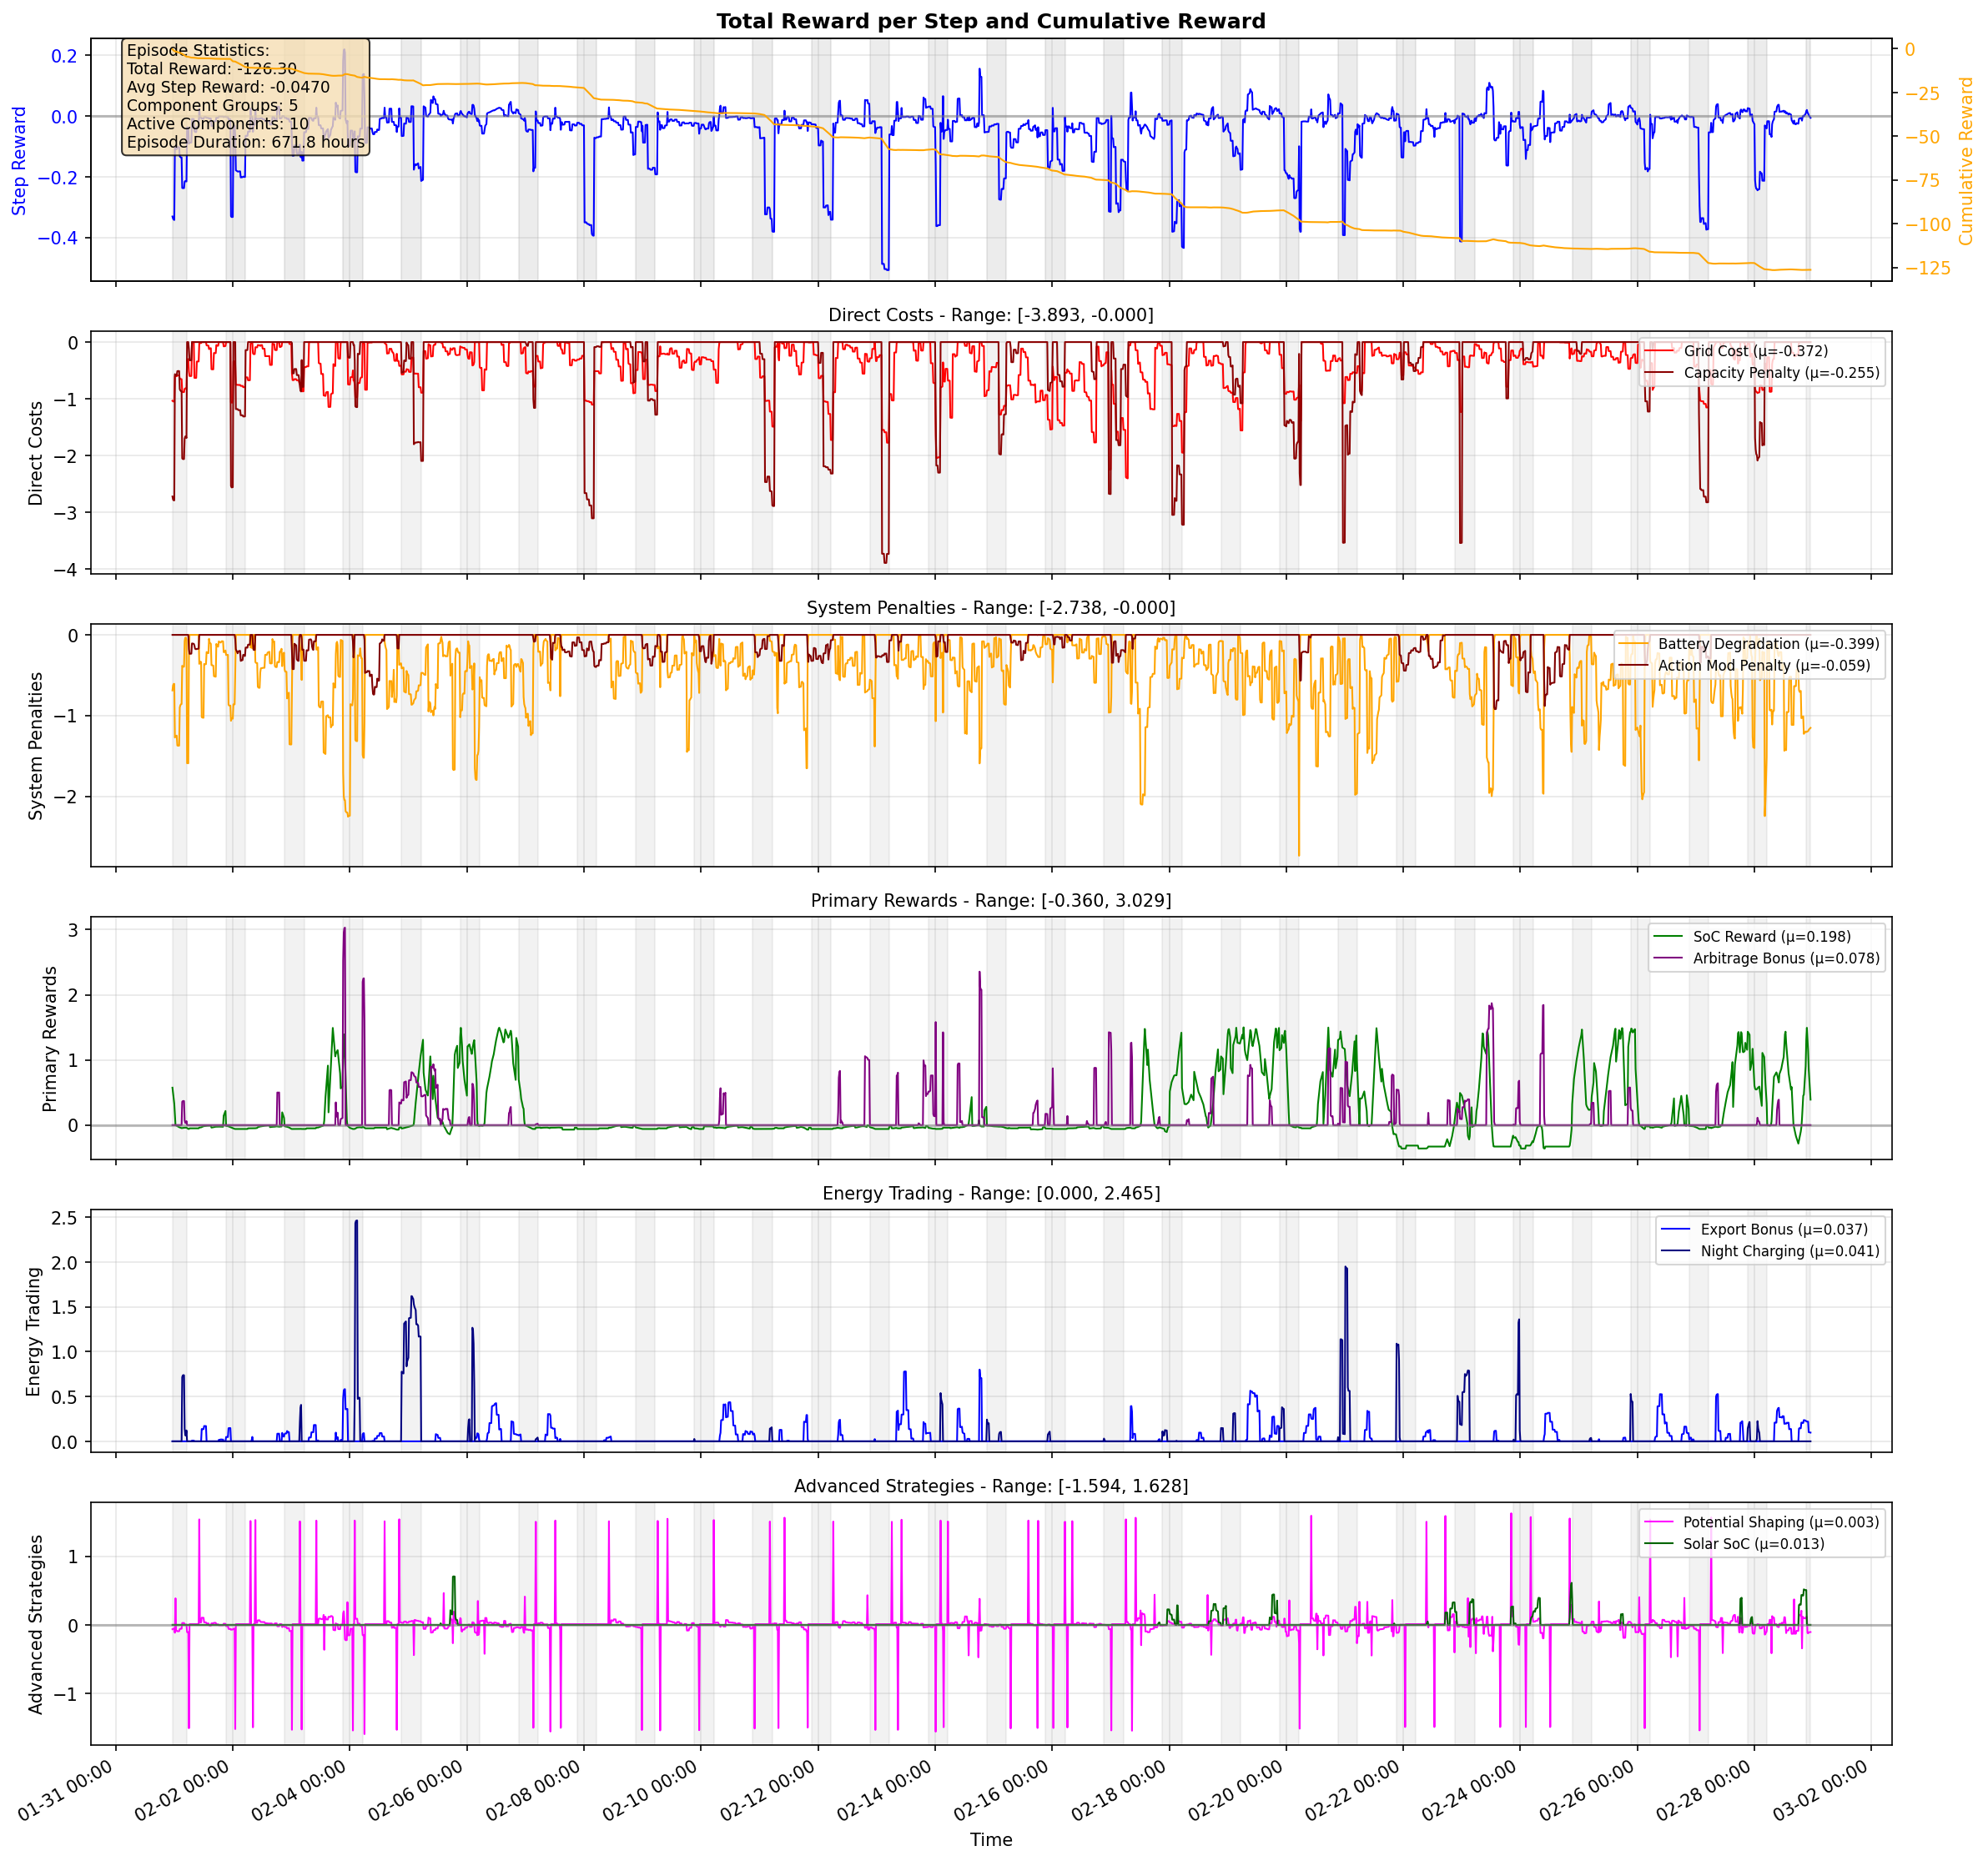 Total Reward per Step and Cumulative Reward
Episode Statistics:
Total Reward: -126.30
Avg Step Reward: -0.0470
Component Groups: 5
Active Components: 10
Episode Duration: 671.8 hours
Step Reward
0.2
0.0
−0.2
−0.4
Cumulative Reward
0
−25
−50
−75
−100
−125
Direct Costs - Range: [-3.893, -0.000]
Direct Costs
0
−1
−2
−3
−4
Grid Cost (μ=-0.372)
Capacity Penalty (μ=-0.255)
System Penalties - Range: [-2.738, -0.000]
System Penalties
0
−1
−2
Battery Degradation (μ=-0.399)
Action Mod Penalty (μ=-0.059)
Primary Rewards - Range: [-0.360, 3.029]
Primary Rewards
3
2
1
0
SoC Reward (μ=0.198)
Arbitrage Bonus (μ=0.078)
Energy Trading - Range: [0.000, 2.465]
Energy Trading
2.5
2.0
1.5
1.0
0.5
0.0
Export Bonus (μ=0.037)
Night Charging (μ=0.041)
Advanced Strategies - Range: [-1.594, 1.628]
Advanced Strategies
1
0
−1
Potential Shaping (μ=0.003)
Solar SoC (μ=0.013)
01-31 00:00
02-02 00:00
02-04 00:00
02-06 00:00
02-08 00:00
02-10 00:00
02-12 00:00
02-14 00:00
02-16 00:00
02-18 00:00
02-20 00:00
02-22 00:00
02-24 00:00
02-26 00:00
02-28 00:00
03-02 00:00
Time